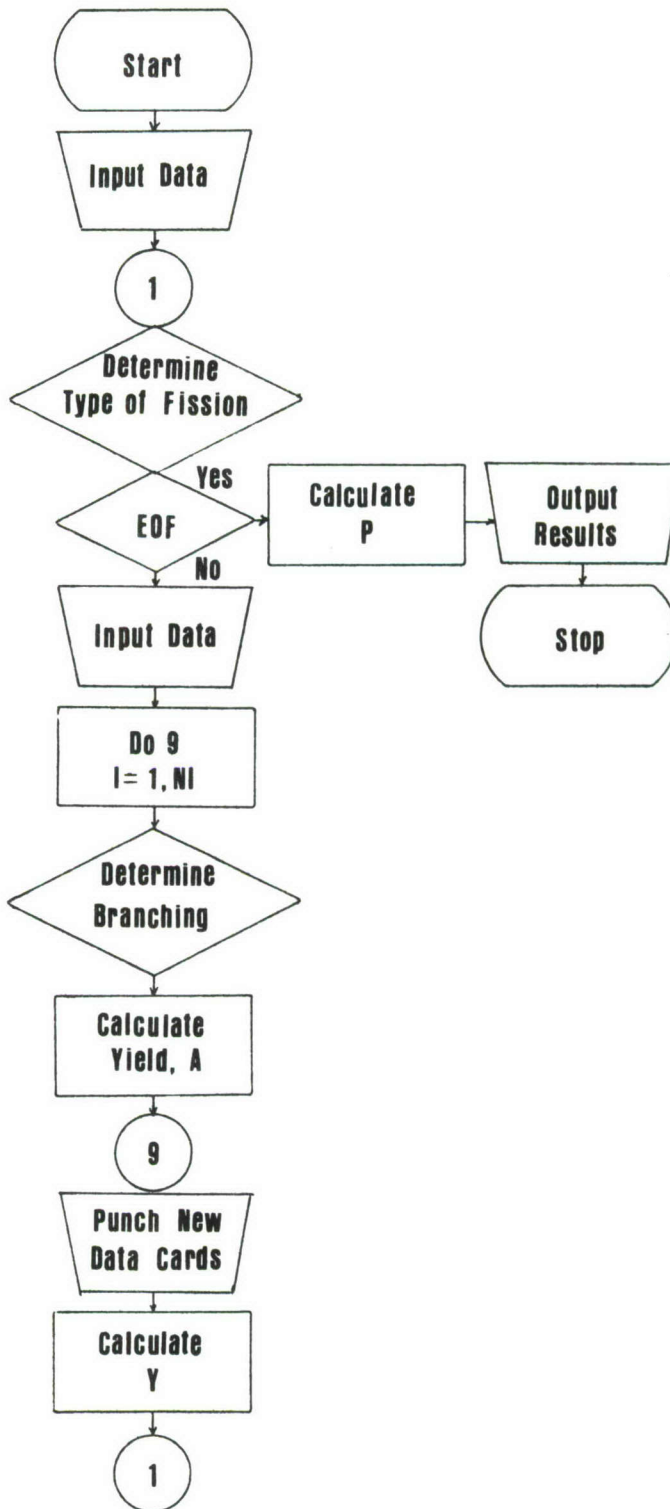 Start
Input Data
1
Determine
Type of Fission
EOF
Yes
No
Calculate
P
Output
Results
Stop
Input Data
Do 9
I= 1, NI
Determine
Branching
Calculate
Yield, A
9
Punch New
Data Cards
Calculate
Y
1